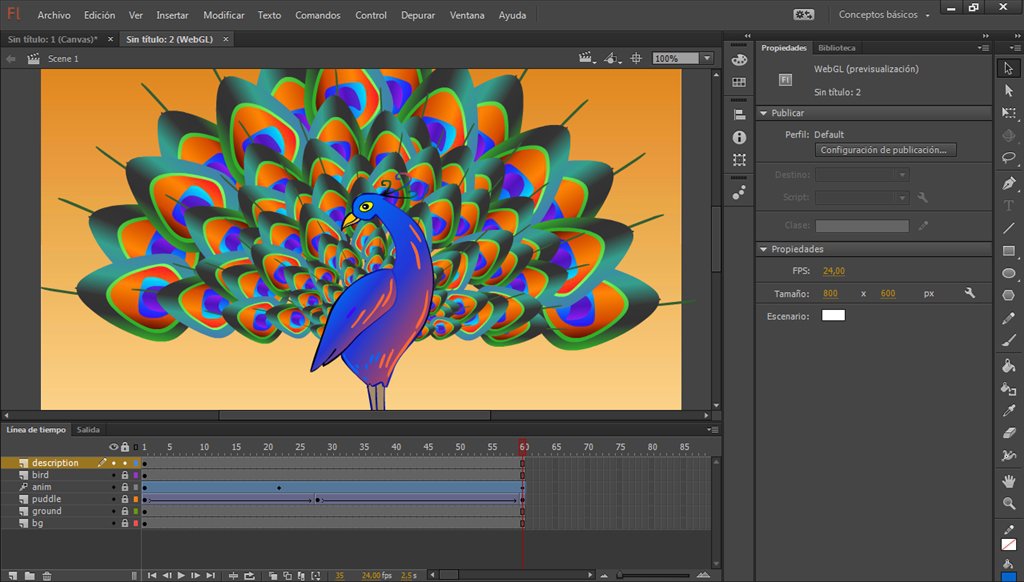 Fl Archivo Edición Ver Insertar Modificar Texto Comandos Control Depurar Ventana Ayuda Conceptos básicos
Sin título: 1 (Canvas)* × Sin título: 2 (WebGL) ×
Scene 1 100%
Propiedades Biblioteca
Fl WebGL (previsualización)
Sin título: 2
Publicar
Perfil: Default
Configuración de publicación...
Destino:
Script:
Clase:
Propiedades
FPS: 24,00
Tamaño: 800 x 600 px
Escenario:
Línea de tiempo Salida
1 5 10 15 20 25 30 35 40 45 50 55 60 65 70 75 80 85
description
bird
anim
puddle
ground
bg
35 24,00 fps 2,5 s